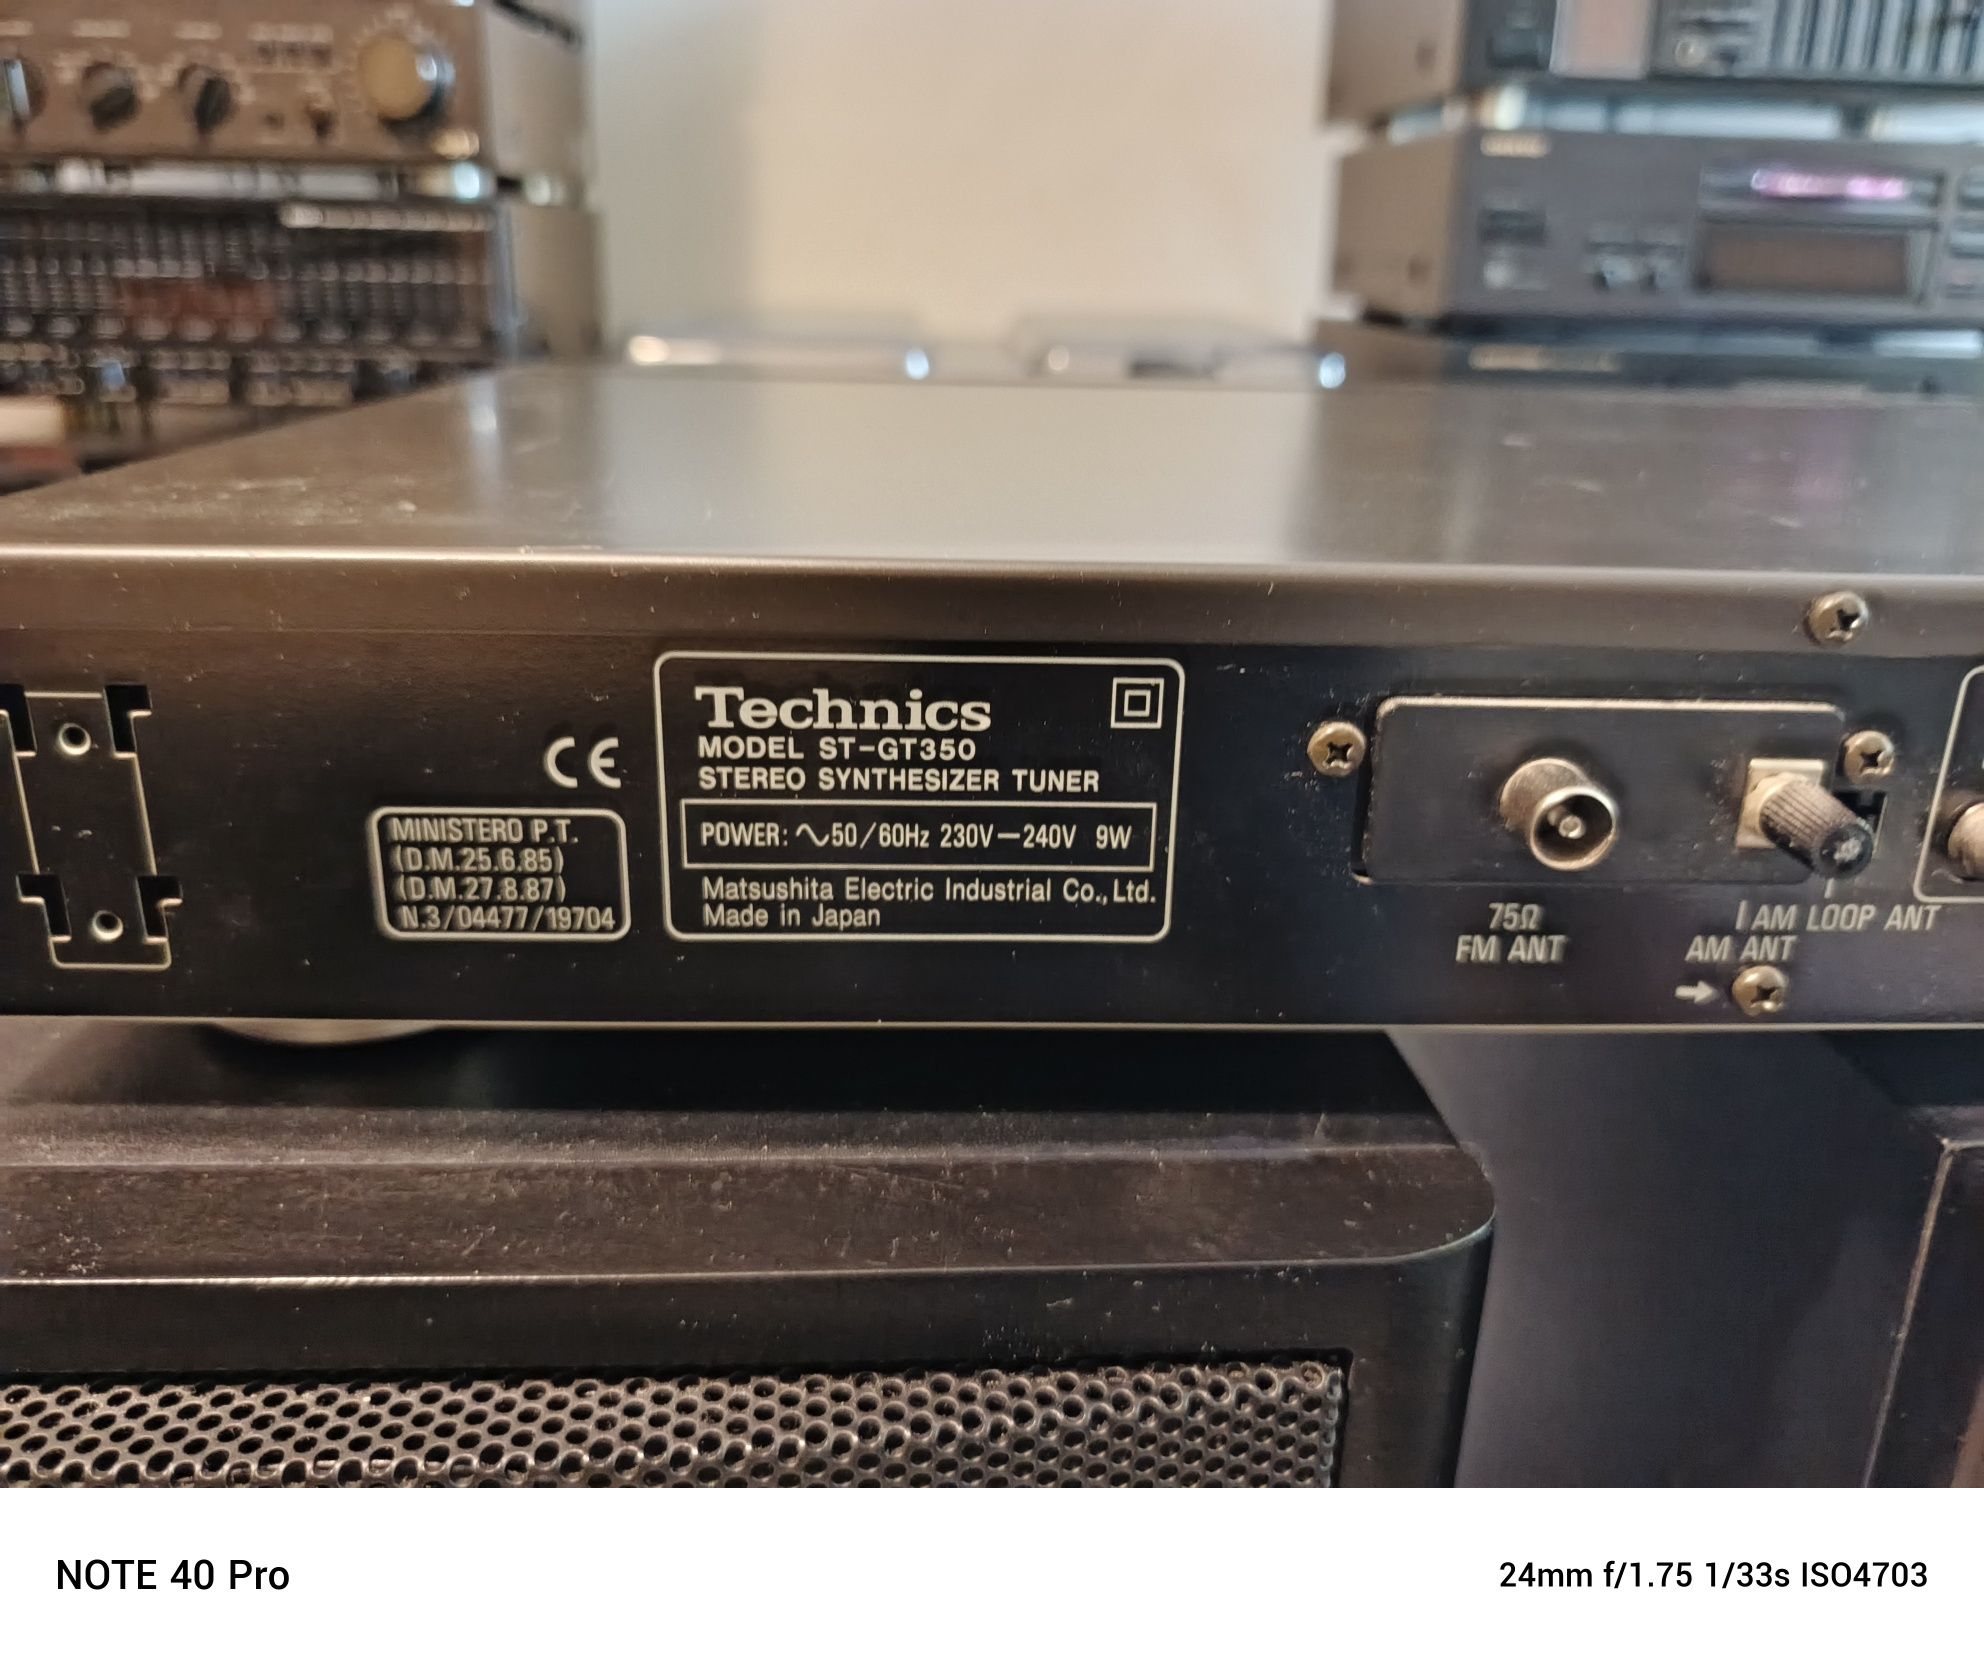 CE
MINISTERO P.T.
(D.M.25.6.85)
(D.M.27.8.87)
N.3/04477/19704
Technics
MODEL ST-GT350
STEREO SYNTHESIZER TUNER
POWER: ∿50/60Hz 230V—240V 9W
Matsushita Electric Industrial Co., Ltd.
Made in Japan
75Ω
FM ANT
AM LOOP ANT
AM ANT
NOTE 40 Pro
24mm f/1.75 1/33s ISO4703